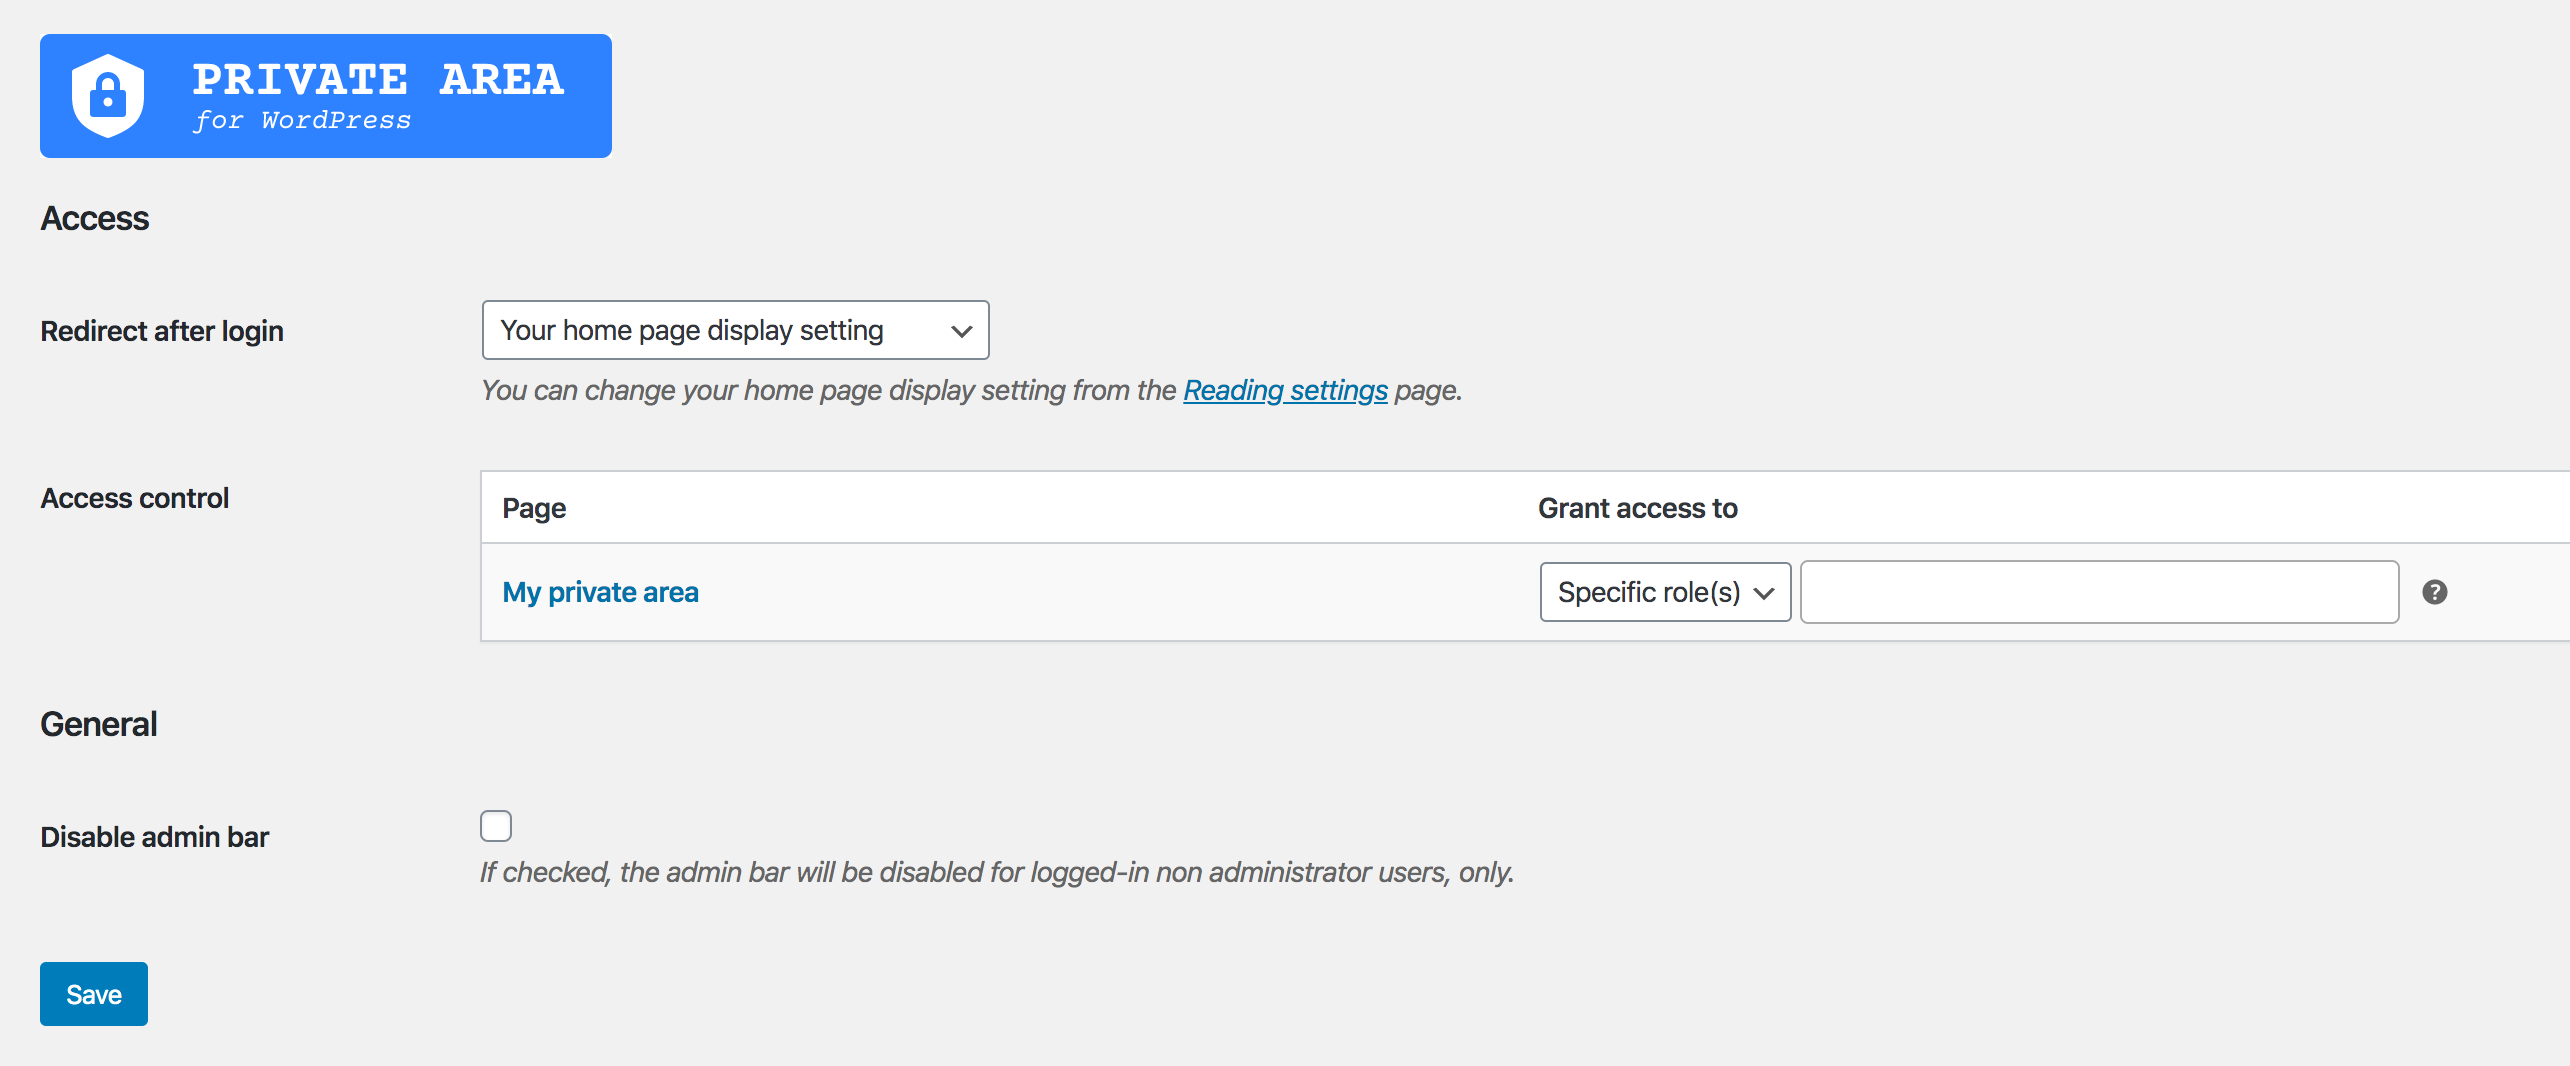 PRIVATE AREA
for WordPress
Access
Redirect after login
Your home page display setting
You can change your home page display setting from the Reading settings page.
Access control
Page
Grant access to
My private area
Specific role(s)
?
General
Disable admin bar
If checked, the admin bar will be disabled for logged-in non administrator users, only.
Save